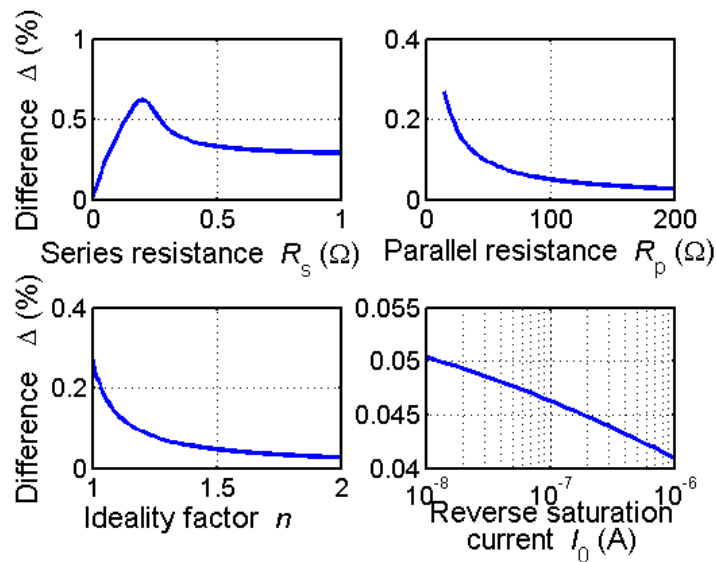 1
0.5
0
Difference Δ (%)
0 0.5 1
Series resistance R_s (Ω)
0.4
0.2
0
0 100 200
Parallel resistance R_p (Ω)
0.4
0.2
0
Difference Δ (%)
1 1.5 2
Ideality factor n
0.055
0.05
0.045
0.04
10^-8 10^-7 10^-6
Reverse saturation
current I_0 (A)